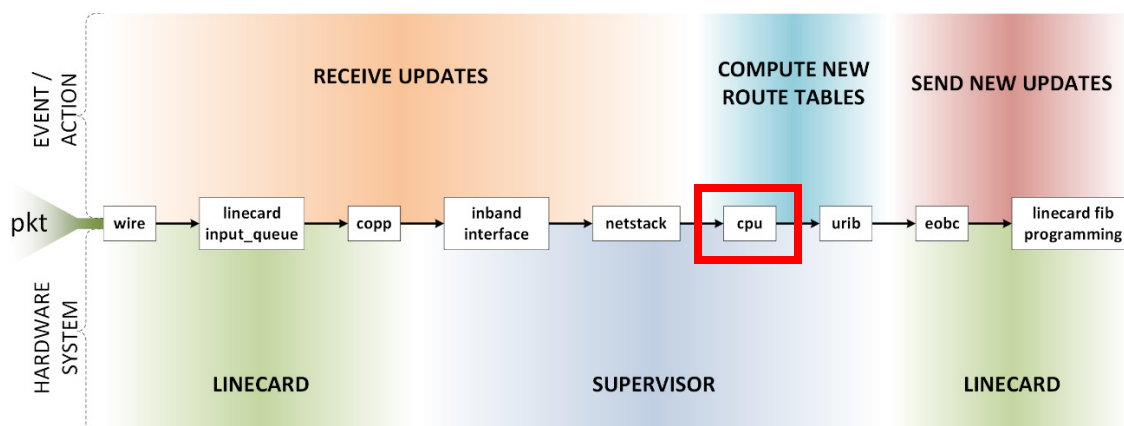 EVENT /
ACTION
RECEIVE UPDATES
COMPUTE NEW
ROUTE TABLES
SEND NEW UPDATES
pkt
wire
linecard
input_queue
copp
inband
interface
netstack
cpu
urib
eobc
linecard fib
programming
HARDWARE
SYSTEM
LINECARD
SUPERVISOR
LINECARD